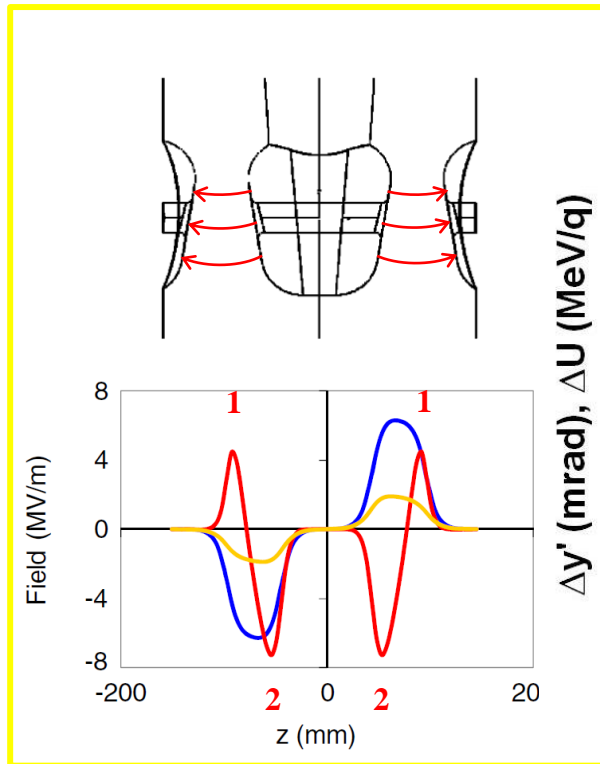 1 1
8
4
0
-4
-8
-200 0 20
2 2
z (mm)
Field (MV/m)
Δy' (mrad), ΔU (MeV/q)